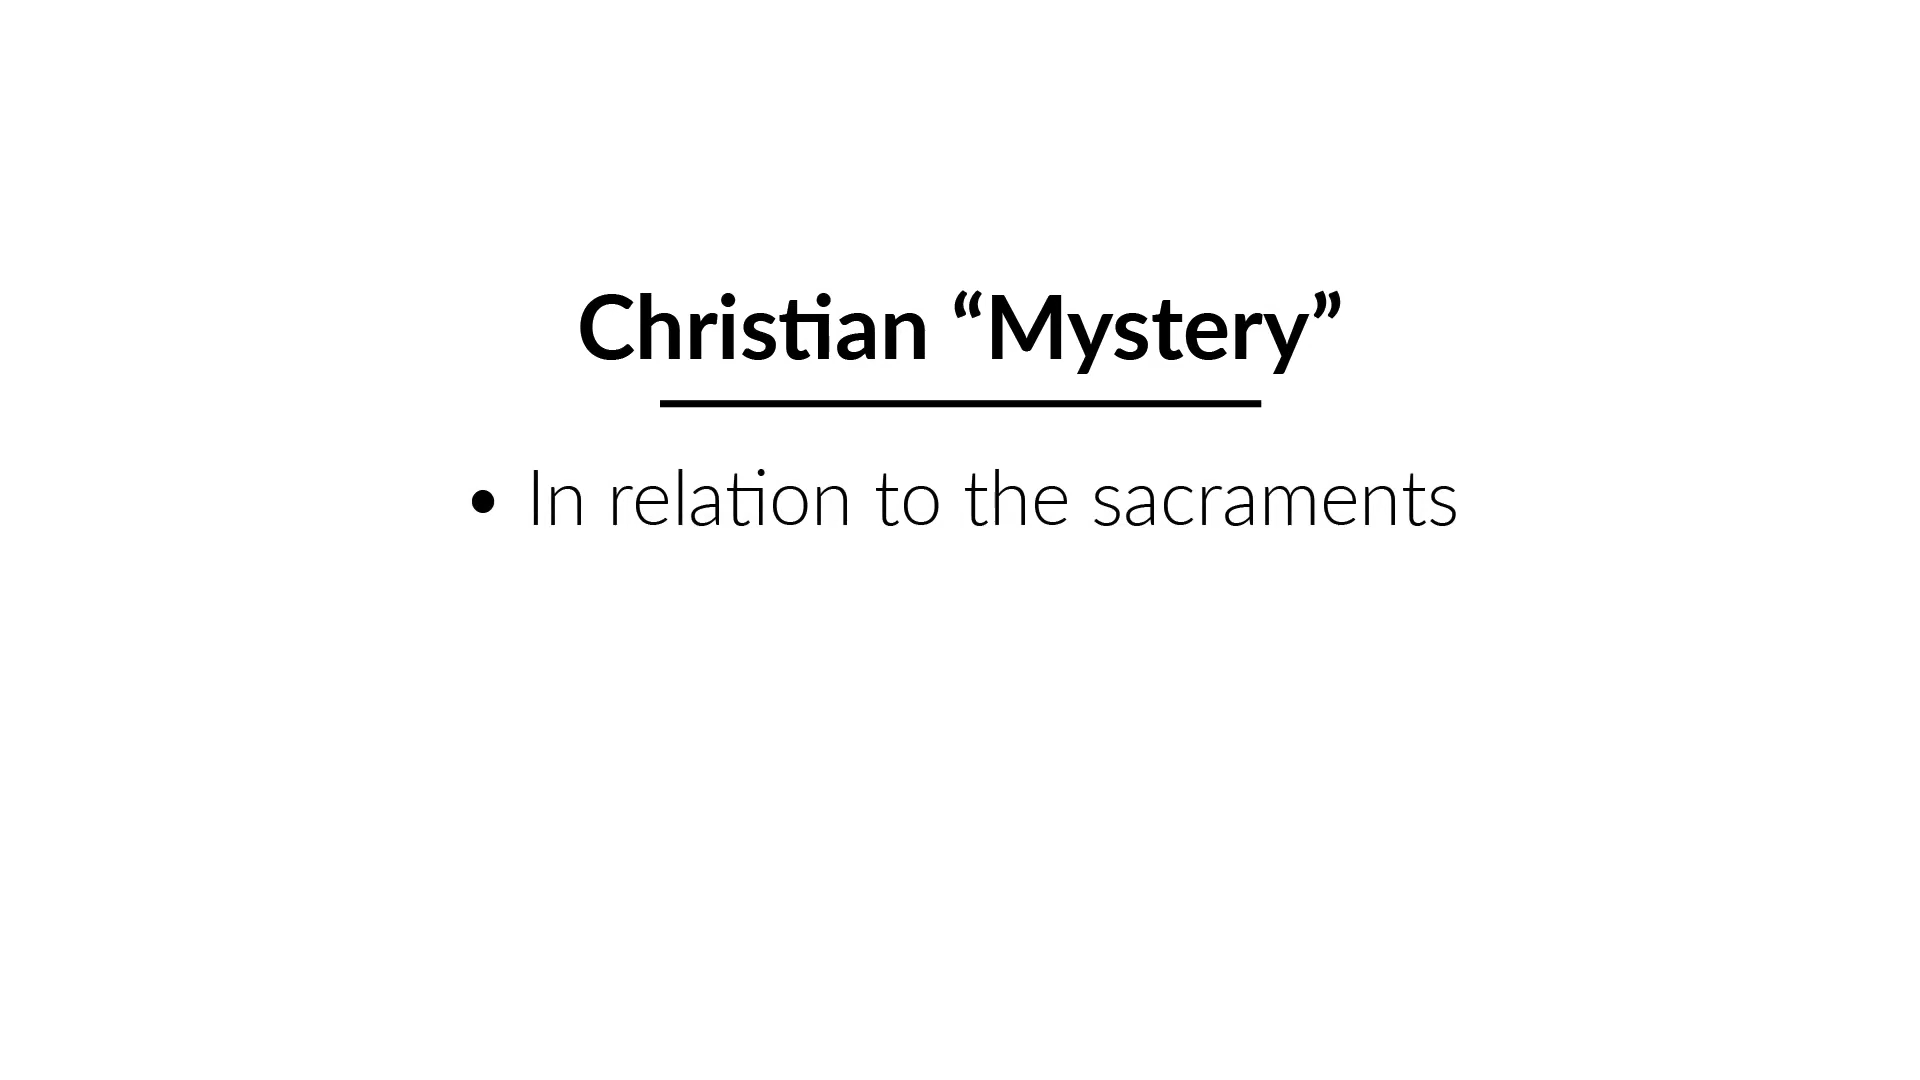 Christian “Mystery”
• In relation to the sacraments